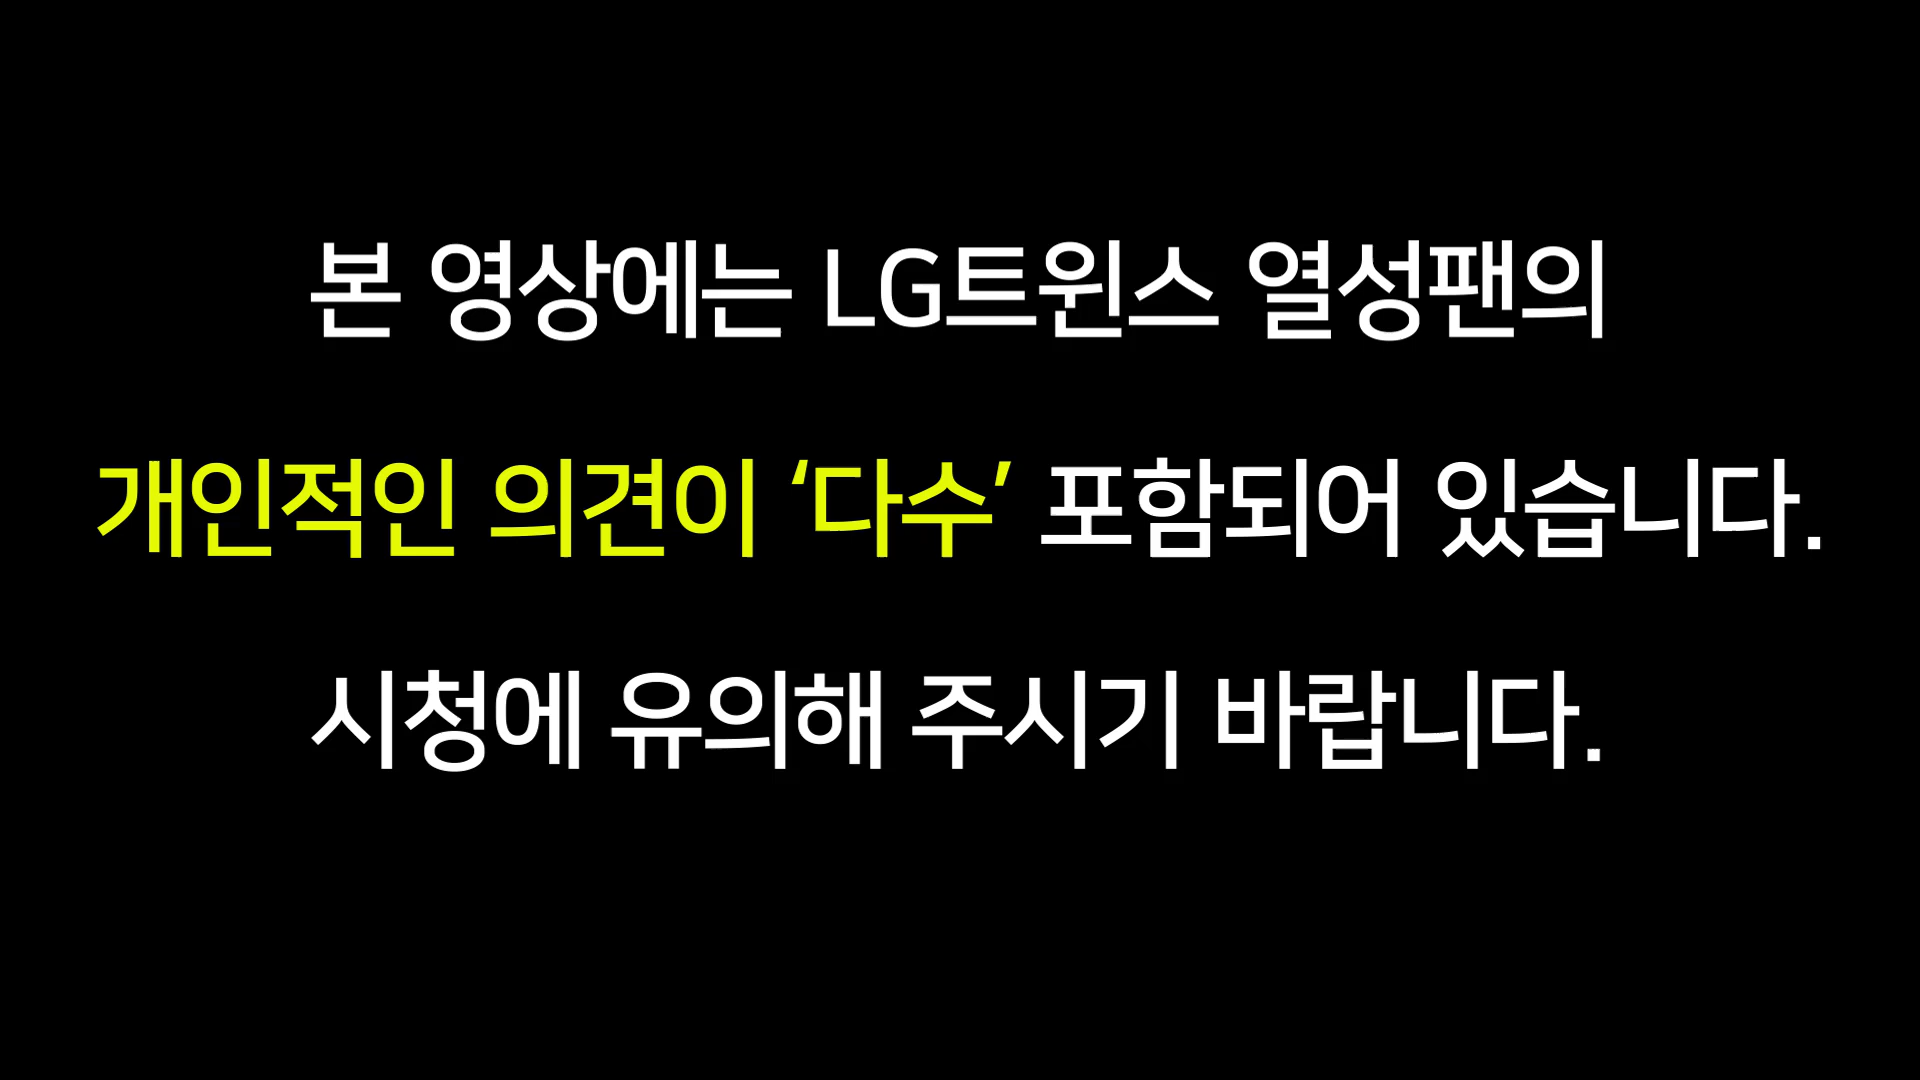 본 영상에는 LG트윈스 열성팬의
개인적인 의견이 ‘다수’ 포함되어 있습니다.
시청에 유의해 주시기 바랍니다.